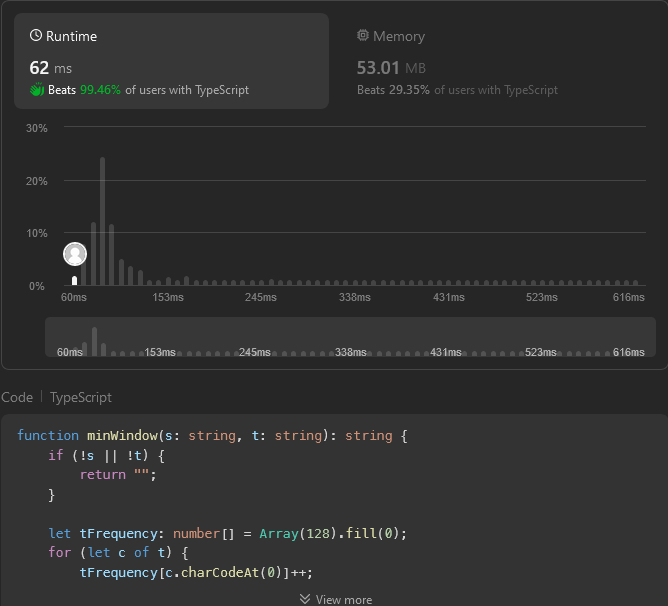 Runtime
62 ms
Beats 99.46% of users with TypeScript
Memory
53.01 MB
Beats 29.35% of users with TypeScript
30%
20%
10%
0%
60ms 153ms 245ms 338ms 431ms 523ms 616ms
60ms 153ms 245ms 338ms 431ms 523ms 616ms
Code | TypeScript
function minWindow(s: string, t: string): string {
    if (!s || !t) {
        return "";
    }

    let tFrequency: number[] = Array(128).fill(0);
    for (let c of t) {
        tFrequency[c.charCodeAt(0)]++;
View more